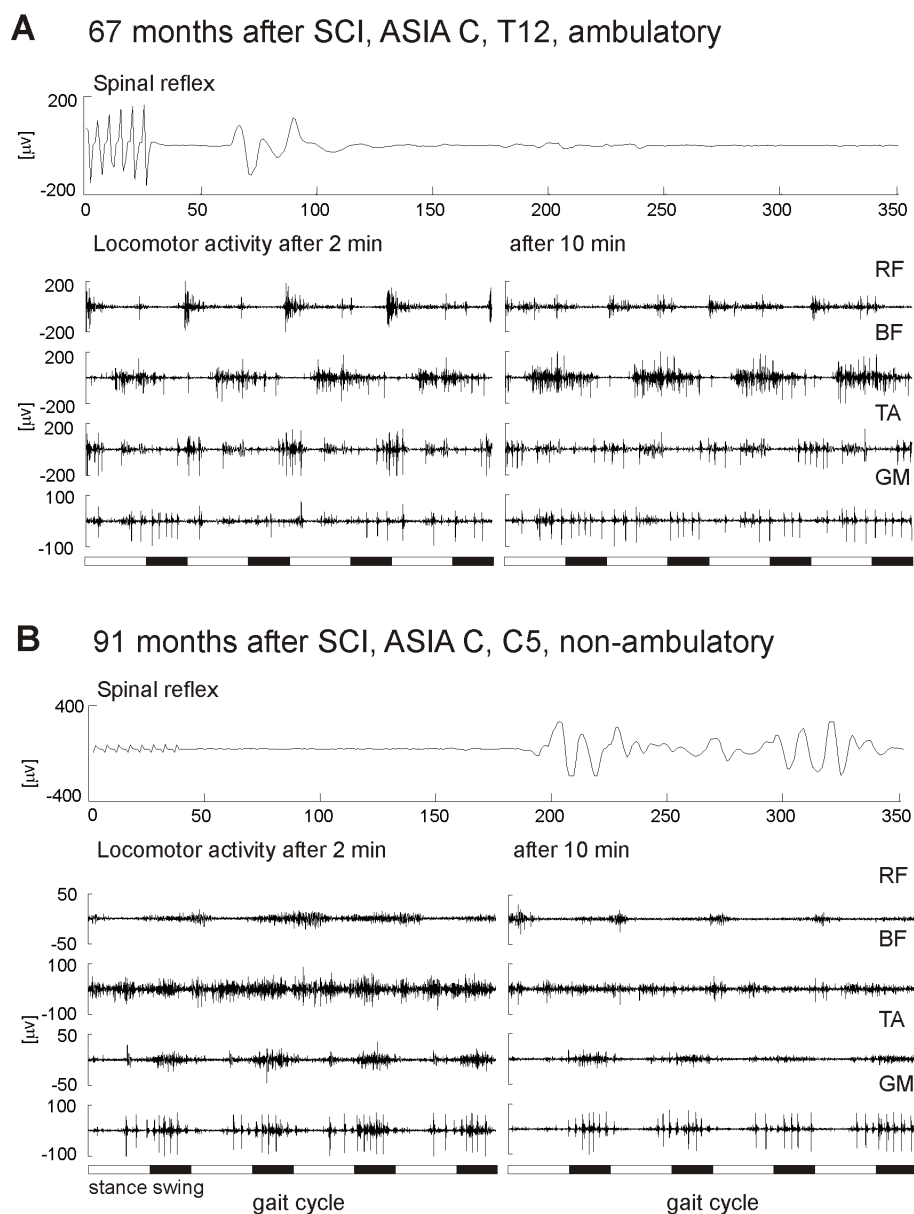 A 67 months after SCI, ASIA C, T12, ambulatory
Spinal reflex
200
[μv]
-200
0 50 100 150 200 250 300 350
Locomotor activity after 2 min after 10 min
RF
200
-200
BF
200
-200
[μv]
TA
200
-200
GM
100
-100
B 91 months after SCI, ASIA C, C5, non-ambulatory
Spinal reflex
400
[μv]
-400
0 50 100 150 200 250 300 350
Locomotor activity after 2 min after 10 min
RF
50
-50
BF
100
-100
[μv]
TA
50
-50
GM
100
-100
stance swing
gait cycle gait cycle